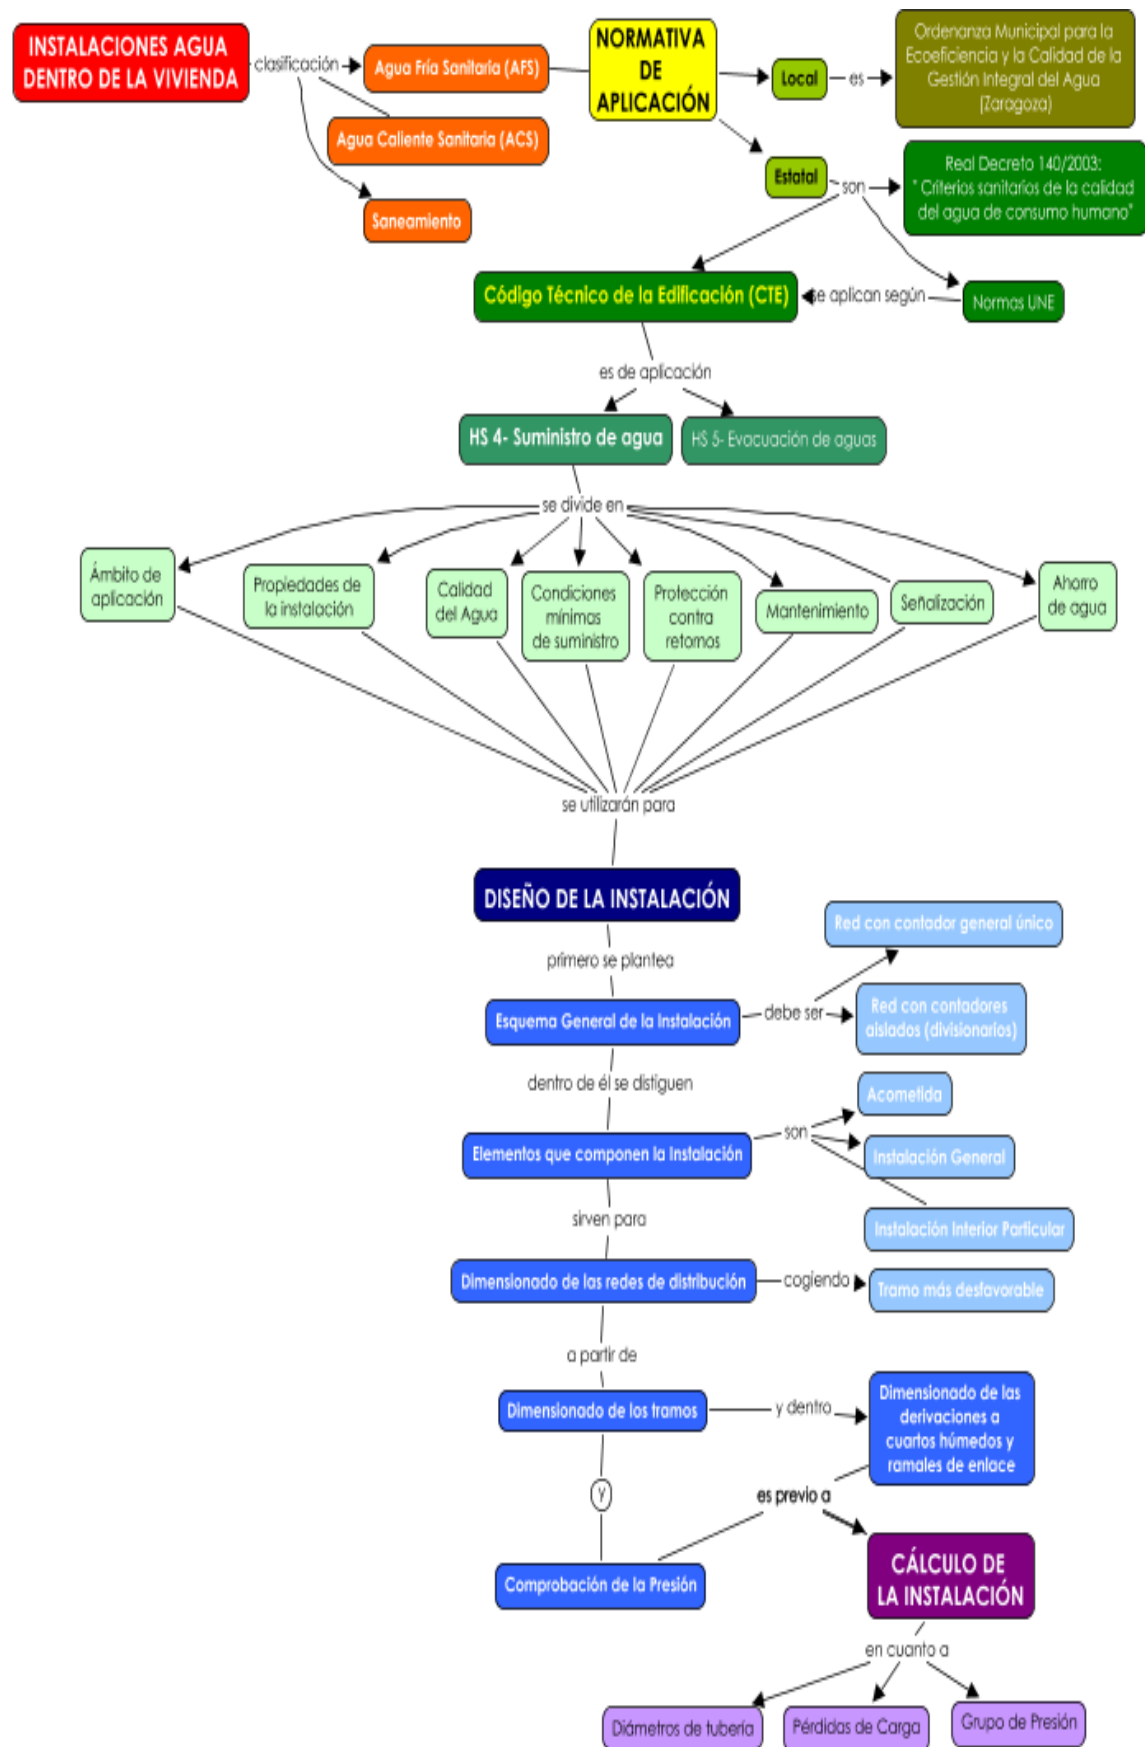 INSTALACIONES AGUA
DENTRO DE LA VIVIENDA
clasificación
Agua Fría Sanitaria (AFS)
Agua Caliente Sanitaria (ACS)
Saneamiento
NORMATIVA
DE
APLICACIÓN
Local
es
Ordenanza Municipal para la
Ecoeficiencia y la Calidad de la
Gestión Integral del Agua
(Zaragoza)
Estatal
son
Real Decreto 140/2003:
" Criterios sanitarios de la calidad
del agua de consumo humano"
Código Técnico de la Edificación (CTE)
se aplican según
Normas UNE
es de aplicación
HS 4- Suministro de agua
HS 5- Evacuación de aguas
se divide en
Ámbito de
aplicación
Propiedades de
la instalación
Calidad
del Agua
Condiciones
mínimas
de suministro
Protección
contra
retornos
Mantenimiento
Señalización
Ahorro
de agua
se utilizarán para
DISEÑO DE LA INSTALACIÓN
primero se plantea
Esquema General de la Instalación
debe ser
Red con contador general único
Red con contadores
aislados (divisionarios)
dentro de él se distiguen
Elementos que componen la Instalación
son
Acometida
Instalación General
Instalación Interior Particular
sirven para
Dimensionado de las redes de distribución
cogiendo
Tramo más desfavorable
a partir de
Dimensionado de los tramos
y dentro
Dimensionado de las
derivaciones a
cuartos húmedos y
ramales de enlace
y
es previo a
Comprobación de la Presión
CÁLCULO DE
LA INSTALACIÓN
en cuanto a
Diámetros de tubería
Pérdidas de Carga
Grupo de Presión